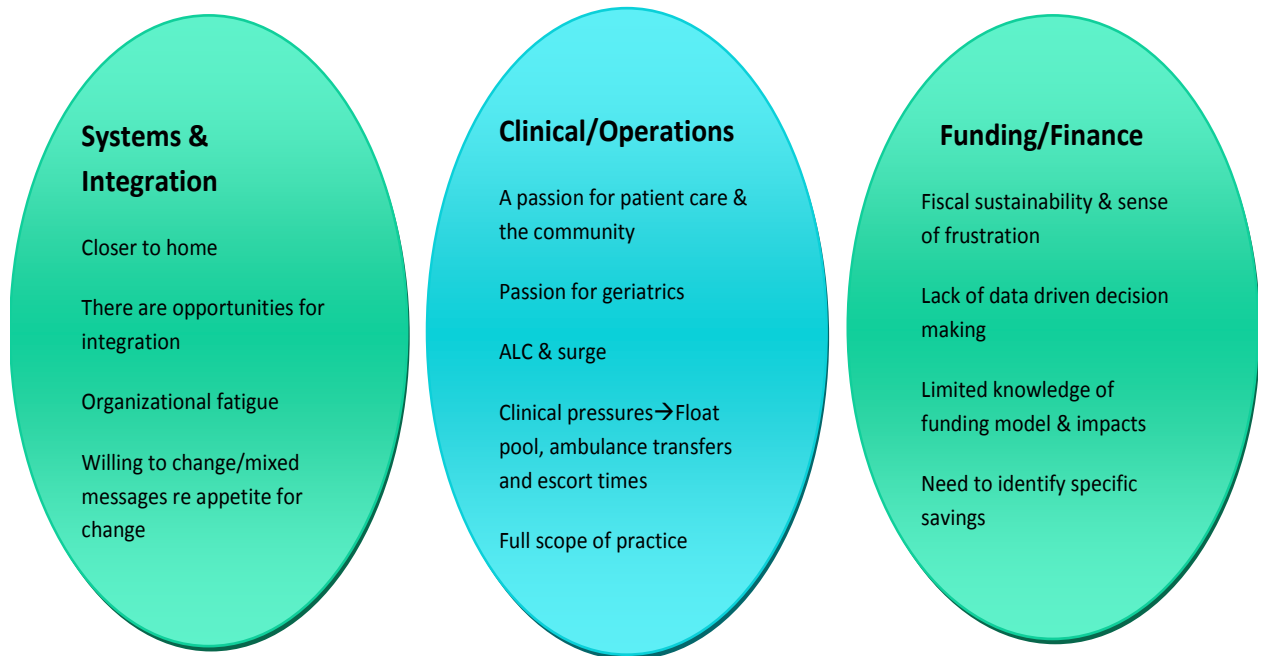 Systems &
Integration
Closer to home
There are opportunities for
integration
Organizational fatigue
Willing to change/mixed
messages re appetite for
change
Clinical/Operations
A passion for patient care &
the community
Passion for geriatrics
ALC & surge
Clinical pressures→Float
pool, ambulance transfers
and escort times
Full scope of practice
Funding/Finance
Fiscal sustainability & sense
of frustration
Lack of data driven decision
making
Limited knowledge of
funding model & impacts
Need to identify specific
savings